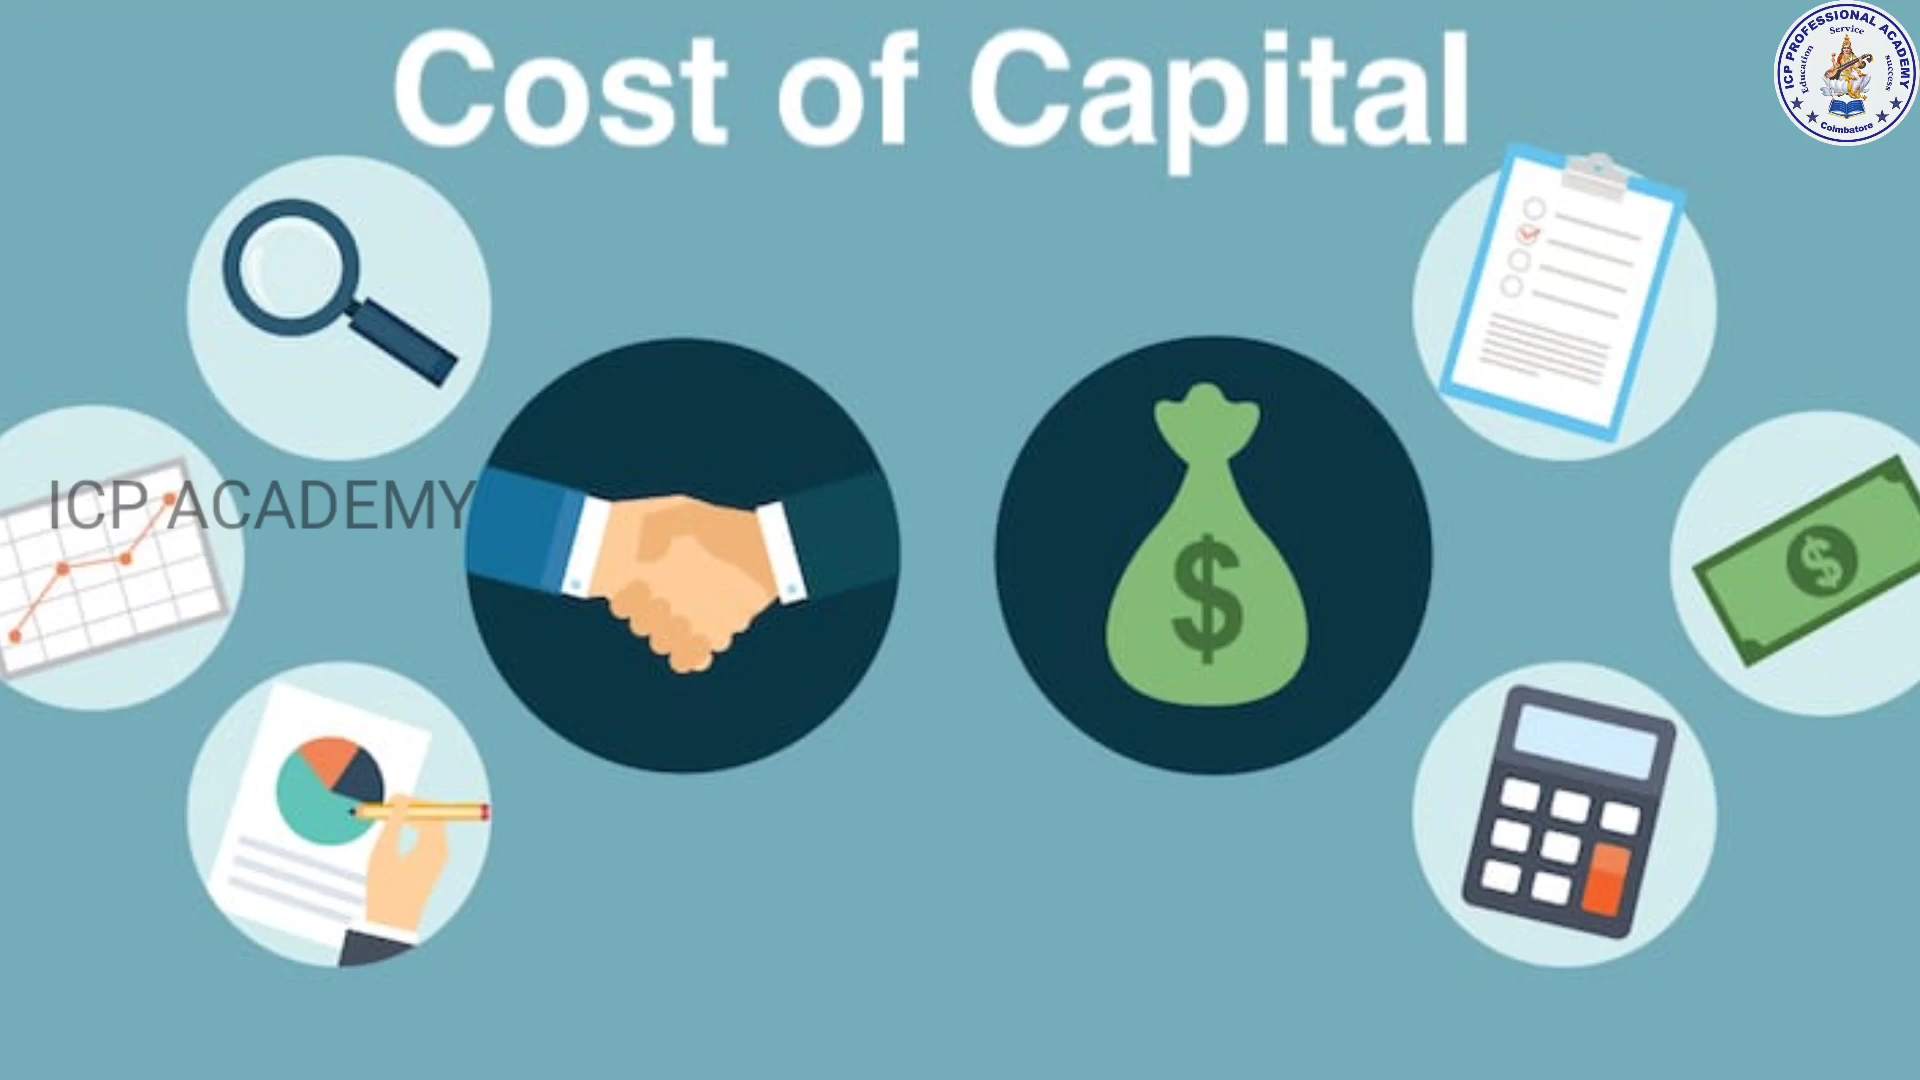 Cost of Capital
ICP PROFESSIONAL ACADEMY
Service
Education
success
Coimbatore
ICP ACADEMY
$
$